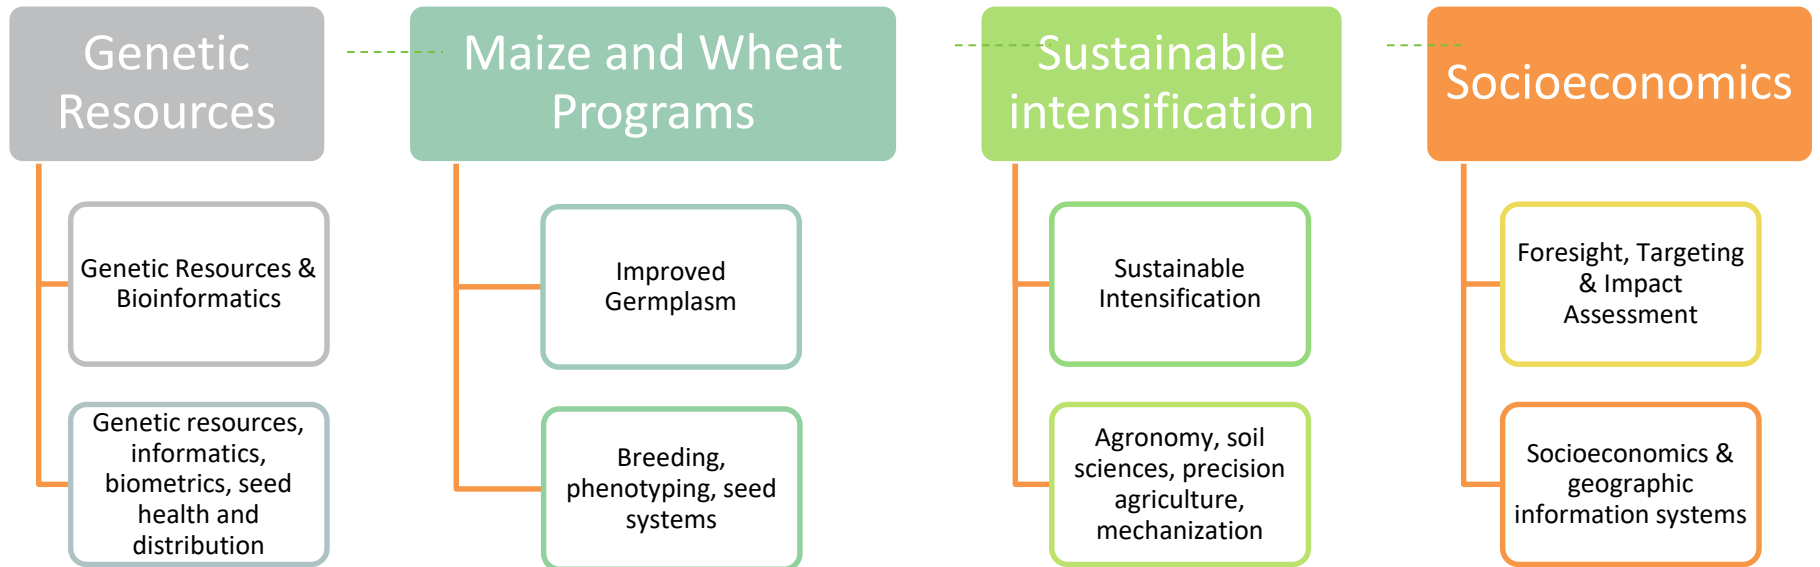 Genetic
Resources
Maize and Wheat
Programs
Sustainable
intensification
Socioeconomics
Genetic Resources &
Bioinformatics
Improved
Germplasm
Sustainable
Intensification
Foresight, Targeting
& Impact
Assessment
Genetic resources,
informatics,
biometrics, seed
health and
distribution
Breeding,
phenotyping, seed
systems
Agronomy, soil
sciences, precision
agriculture,
mechanization
Socioeconomics &
geographic
information systems